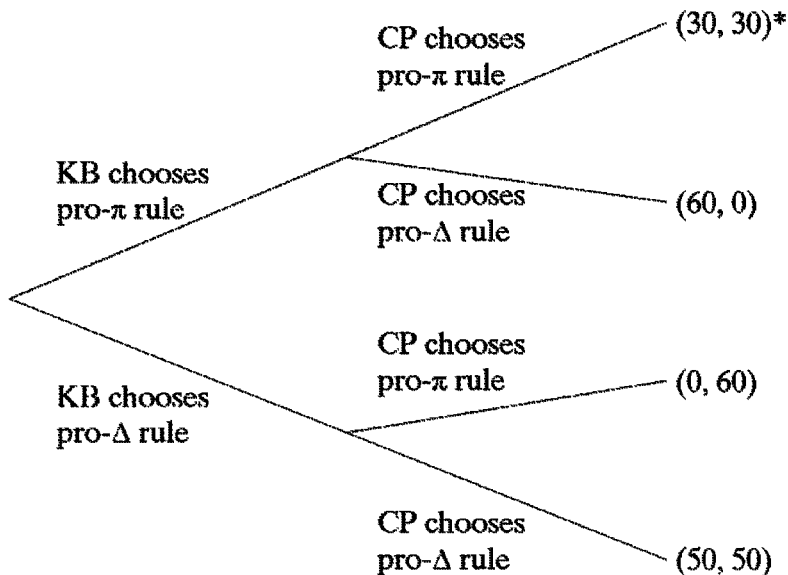 CP chooses
pro-π rule
(30, 30)*
KB chooses
pro-π rule
CP chooses
pro-Δ rule
(60, 0)
CP chooses
pro-π rule
(0, 60)
KB chooses
pro-Δ rule
CP chooses
pro-Δ rule
(50, 50)